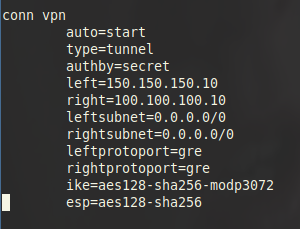 conn vpn
auto=start
type=tunnel
authby=secret
left=150.150.150.10
right=100.100.100.10
leftsubnet=0.0.0.0/0
rightsubnet=0.0.0.0/0
leftprotoport=gre
rightprotoport=gre
ike=aes128-sha256-modp3072
esp=aes128-sha256